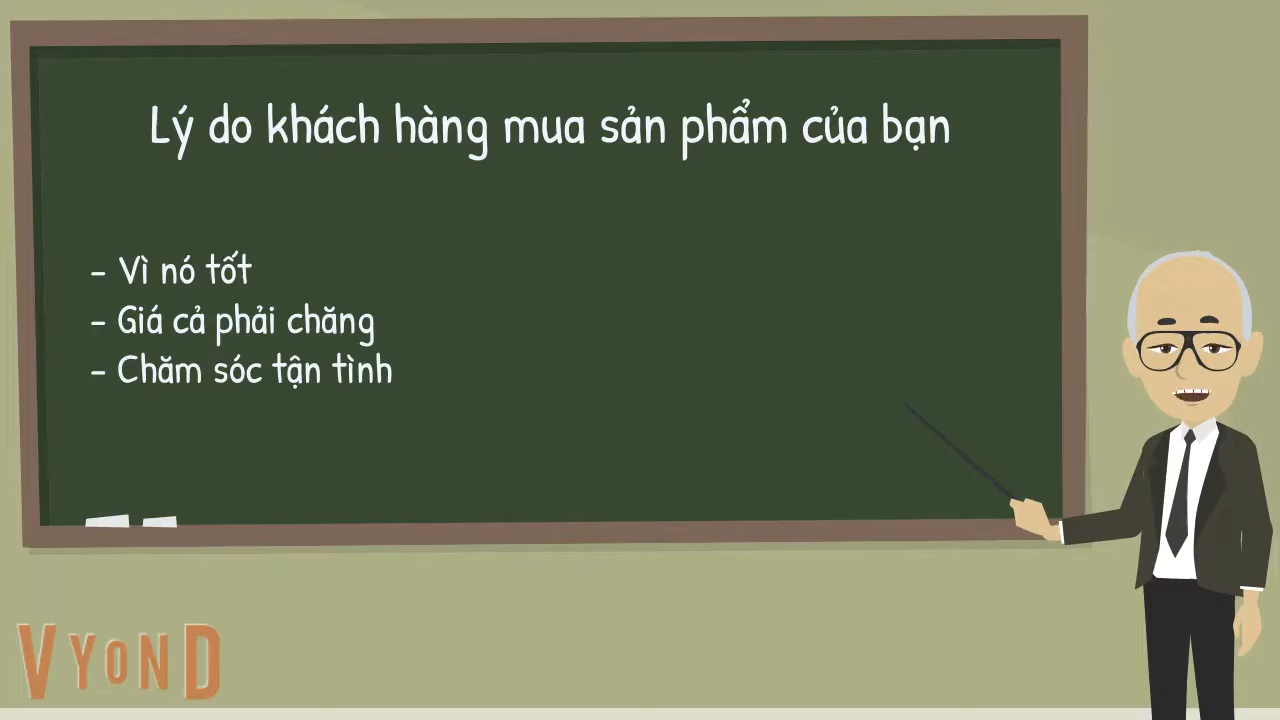 Lý do khách hàng mua sản phẩm của bạn
- Vì nó tốt
- Giá cả phải chăng
- Chăm sóc tận tình
VYOND